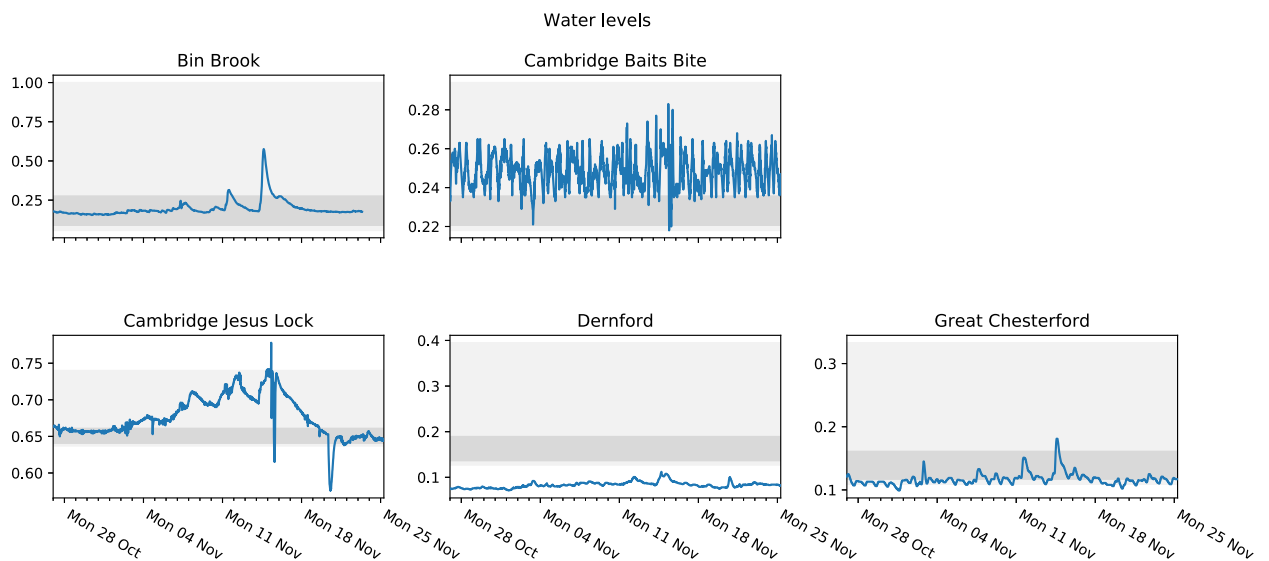 Water levels
Bin Brook
1.00
0.75
0.50
0.25
Cambridge Baits Bite
0.28
0.26
0.24
0.22
Cambridge Jesus Lock
0.75
0.70
0.65
0.60
Mon 28 Oct
Mon 04 Nov
Mon 11 Nov
Mon 18 Nov
Mon 25 Nov
Dernford
0.4
0.3
0.2
0.1
Mon 28 Oct
Mon 04 Nov
Mon 11 Nov
Mon 18 Nov
Mon 25 Nov
Great Chesterford
0.3
0.2
0.1
Mon 28 Oct
Mon 04 Nov
Mon 11 Nov
Mon 18 Nov
Mon 25 Nov